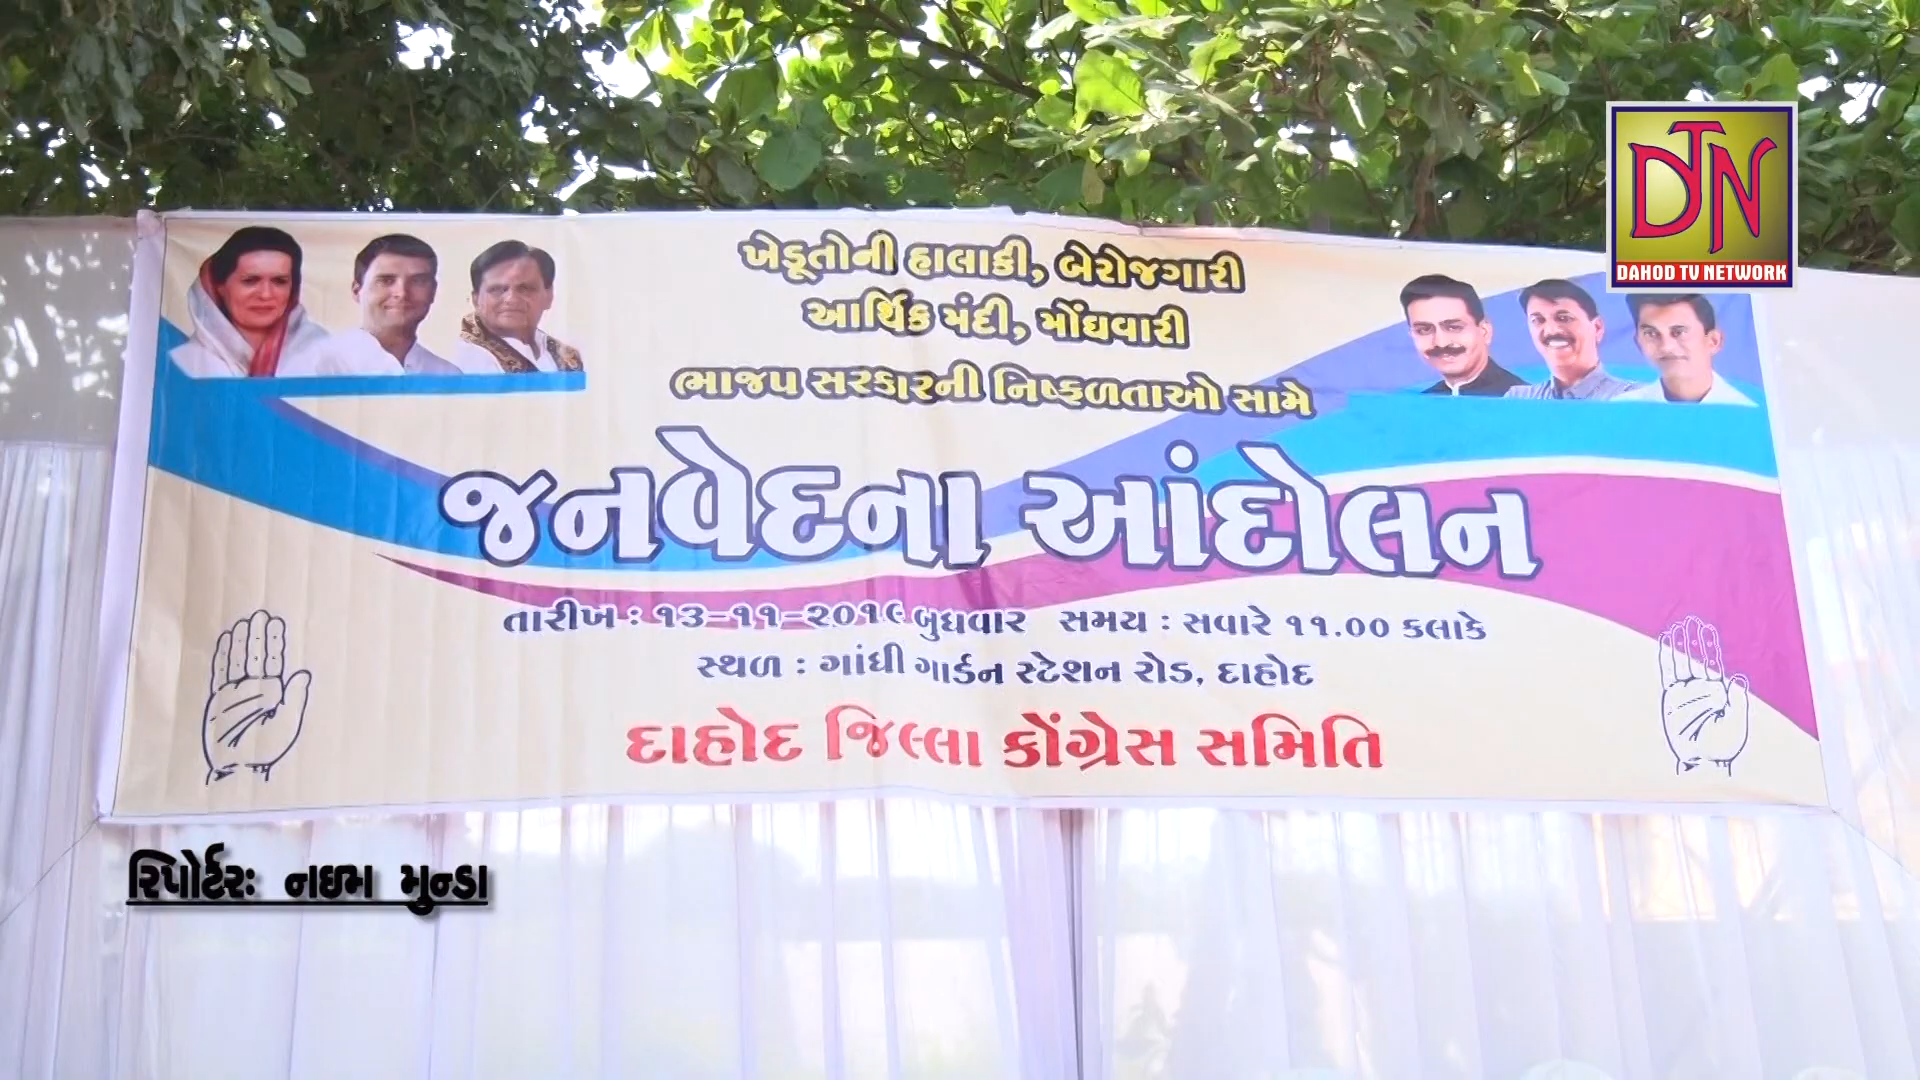 ખેડૂતોની હાલાકી, બેરોજગારી
આર્થિક મંદી, મોંઘવારી
ભાજપ સરકારની નિષ્ફળતાઓ સામે
જનવેદના આંદોલન
તારીખ : ૧૩-૧૧-૨૦૧૯ બુધવાર સમય : સવારે ૧૧.૦૦ કલાકે
સ્થળ : ગાંધી ગાર્ડન સ્ટેશન રોડ, દાહોદ
દાહોદ જિલ્લા કોંગ્રેસ સમિતિ
DTN
DAHOD TV NETWORK
રિપોર્ટરઃ નઇમ મુન્ડા